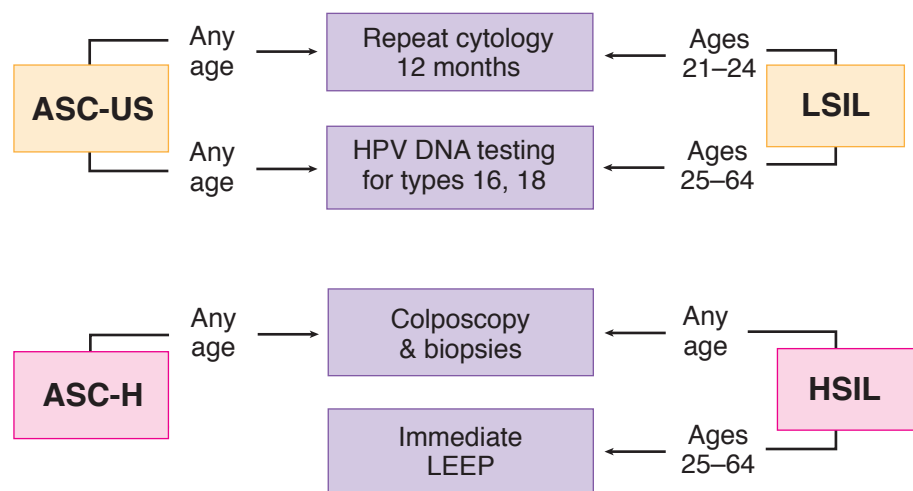 Any
age
Repeat cytology
12 months
Ages
21–24
ASC-US
LSIL
Any
age
HPV DNA testing
for types 16, 18
Ages
25–64
Any
age
Colposcopy
& biopsies
Any
age
ASC-H
HSIL
Immediate
LEEP
Ages
25–64